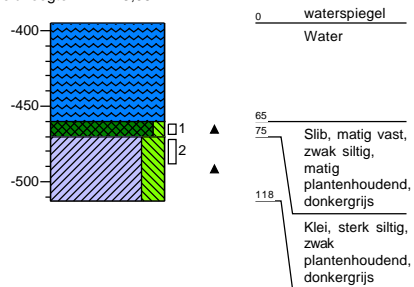 0 waterspiegel
Water
-400
-450
-500
1
2
65
75
118
Slib, matig vast,
zwak siltig,
matig
plantenhoudend,
donkergrijs
Klei, sterk siltig,
zwak
plantenhoudend,
donkergrijs